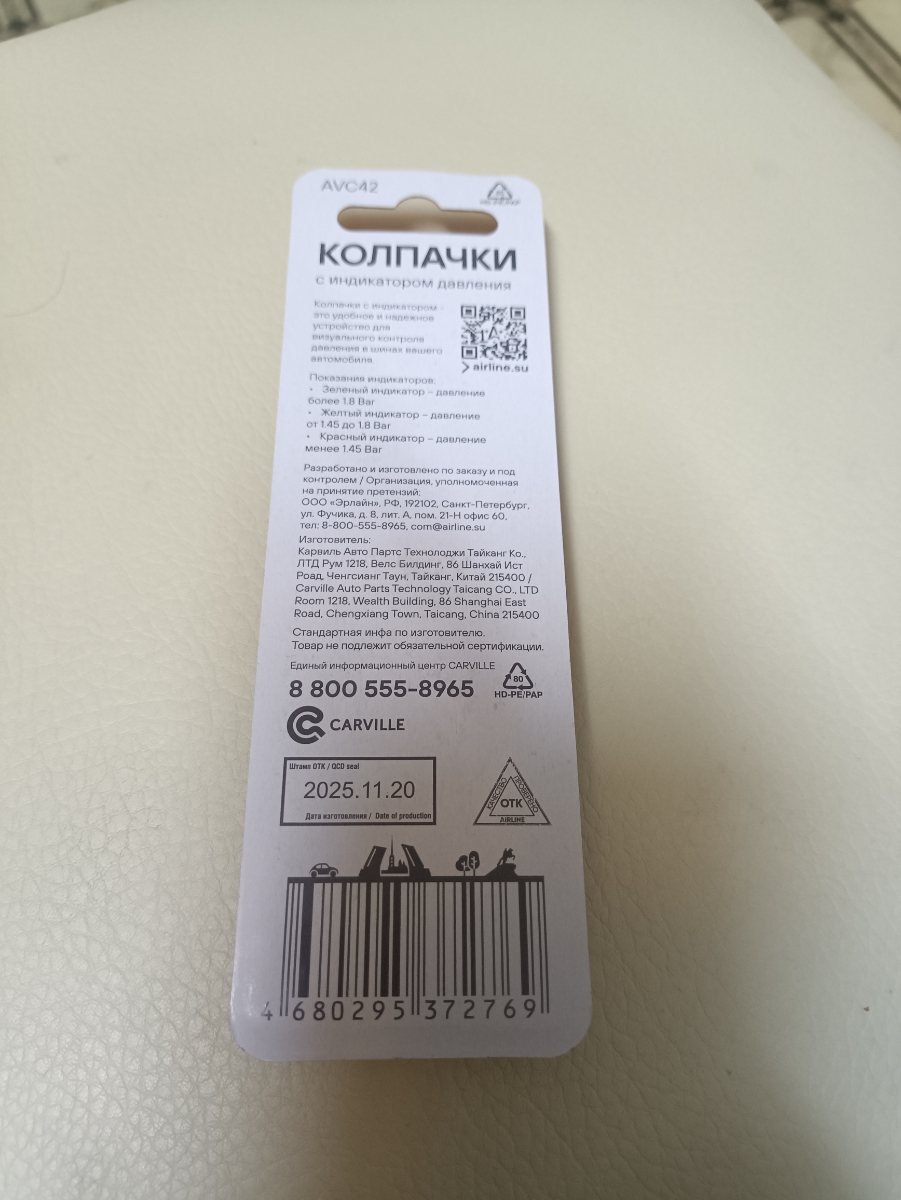 AVC42
HD-PE/PAP
КОЛПАЧКИ
с индикатором давления
Колпачки с индикатором -
это удобное и надежное
устройство для
визуального контроля
давления в шинах вашего
автомобиля.
airline.su
Показания индикаторов:
• Зеленый индикатор – давление
более 1.8 Bar
• Желтый индикатор – давление
от 1.45 до 1.8 Bar
• Красный индикатор – давление
менее 1.45 Bar
Разработано и изготовлено по заказу и под
контролем / Организация, уполномоченная
на принятие претензий:
ООО «Эрлайн», РФ, 192102, Санкт-Петербург,
ул. Фучика, д. 8, лит. А, пом. 21-Н офис 60,
тел: 8-800-555-8965, com@airline.su
Изготовитель:
Карвиль Авто Партс Технолоджи Тайканг Ко.,
ЛТД Рум 1218, Велс Билдинг, 86 Шанхай Ист
Роад, Ченгсианг Таун, Тайканг, Китай 215400 /
Carville Auto Parts Technology Taicang CO., LTD
Room 1218, Wealth Building, 86 Shanghai East
Road, Chengxiang Town, Taicang, China 215400
Стандартная инфа по изготовителю.
Товар не подлежит обязательной сертификации.
Единый информационный центр CARVILLE
8 800 555-8965
80
HD-PE/PAP
CARVILLE
Штамп ОТК / QCD seal
2025.11.20
Дата изготовления / Date of production
КАЧЕСТВО
ПРОВЕРЕНО
ОТК
AIRLINE
4 680295 372769